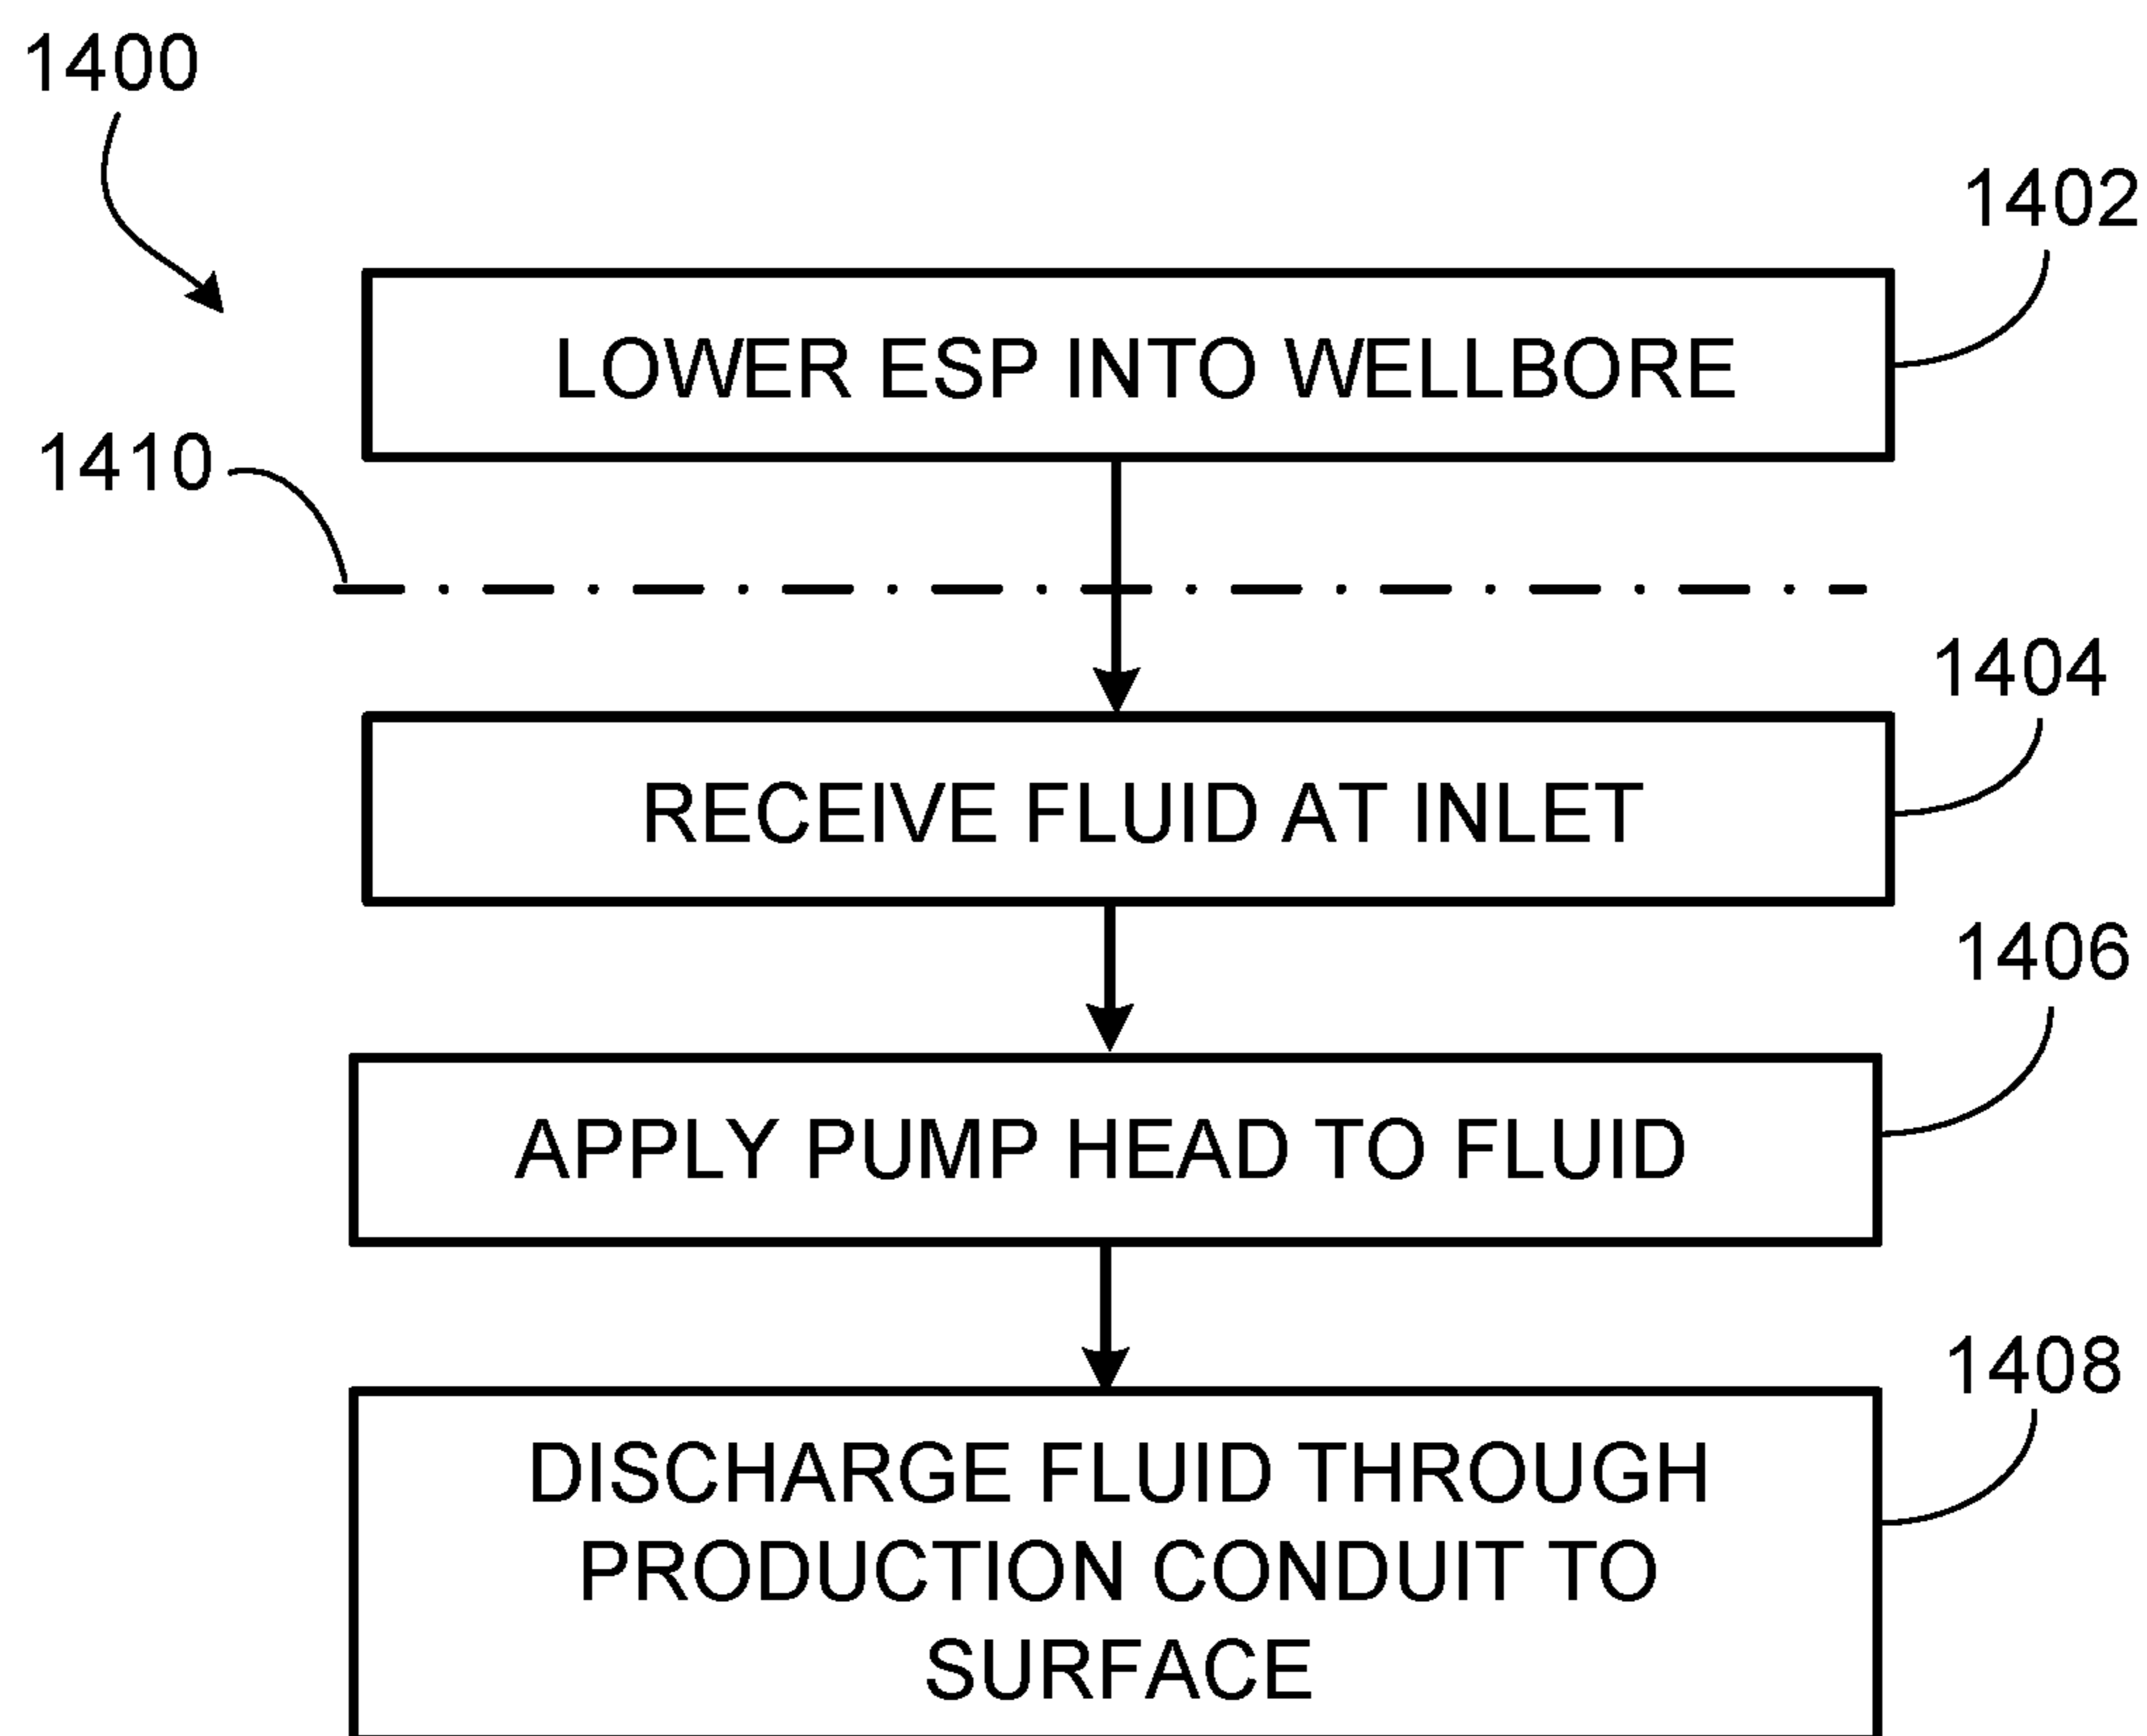 1400
1402
LOWER ESP INTO WELLBORE
1410
1404
RECEIVE FLUID AT INLET
1406
APPLY PUMP HEAD TO FLUID
1408
DISCHARGE FLUID THROUGH
PRODUCTION CONDUIT TO
SURFACE